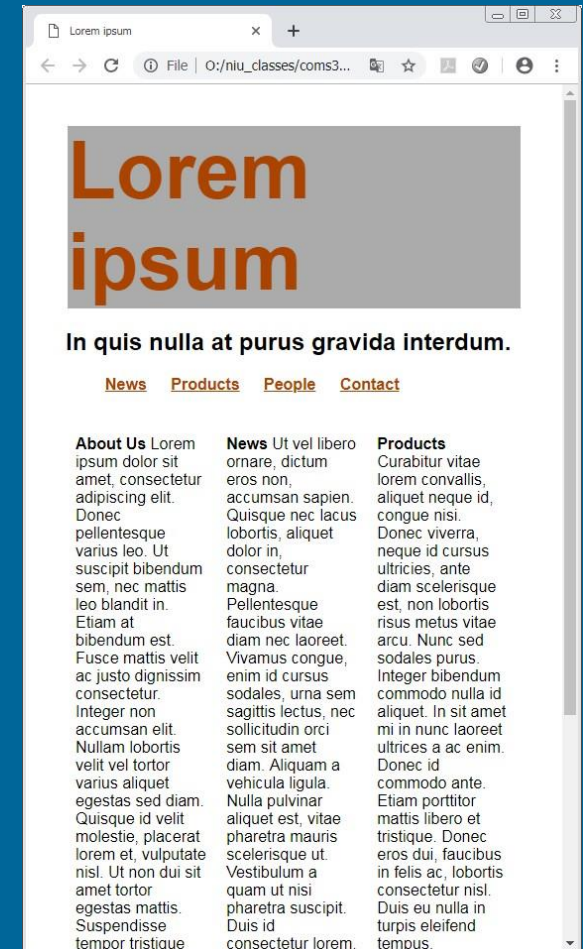 Lorem ipsum
File | O:/niu_classes/coms3...
Lorem
ipsum
In quis nulla at purus gravida interdum.
News Products People Contact
About Us Lorem
ipsum dolor sit
amet, consectetur
adipiscing elit.
Donec
pellentesque
varius leo. Ut
suscipit bibendum
sem, nec mattis
leo blandit in.
Etiam at
bibendum est.
Fusce mattis velit
ac justo dignissim
consectetur.
Integer non
accumsan elit.
Nullam lobortis
velit vel tortor
varius aliquet
egestas sed diam.
Quisque id velit
molestie, placerat
lorem et, vulputate
nisl. Ut non dui sit
amet tortor
egestas mattis.
Suspendisse
tempor tristique
News Ut vel libero
ornare, dictum
eros non,
accumsan sapien.
Quisque nec lacus
lobortis, aliquet
dolor in,
consectetur
magna.
Pellentesque
faucibus vitae
diam nec laoreet.
Vivamus congue,
enim id cursus
sodales, urna sem
sagittis lectus, nec
sollicitudin orci
sem sit amet
diam. Aliquam a
vehicula ligula.
Nulla pulvinar
aliquet est, vitae
pharetra mauris
scelerisque ut.
Vestibulum a
quam ut nisi
pharetra suscipit.
Duis id
consectetur lorem.
Products
Curabitur vitae
lorem convallis,
aliquet neque id,
congue nisi.
Donec viverra,
neque id cursus
ultricies, ante
diam scelerisque
est, non lobortis
risus metus vitae
arcu. Nunc sed
sodales purus.
Integer bibendum
commodo nulla id
aliquet. In sit amet
mi in nunc laoreet
ultrices a ac enim.
Donec id
commodo ante.
Etiam porttitor
mattis libero et
tristique. Donec
eros dui, faucibus
in felis ac, lobortis
consectetur nisl.
Duis eu nulla in
turpis eleifend
tempus.